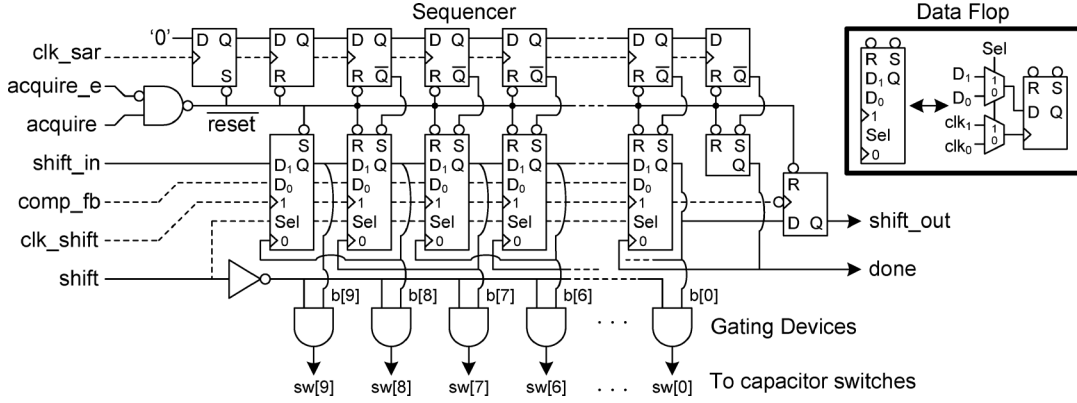 Sequencer
Data Flop
'0'
D Q D Q D Q D Q D Q D Q D
clk_sar
Q Q Q Q Q
S R R R R R R
acquire_e
acquire
reset
S R S R S R S R S R S
Q
shift_in
D1 Q D1 Q D1 Q D1 Q D1 Q
comp_fb
D0 D0 D0 D0 D0
clk_shift
1 1 1 1 1
Sel Sel Sel Sel Sel
0 0 0 0 0
R
D Q
shift_out
shift
done
b[9] b[8] b[7] b[6] b[0]
. . .
Gating Devices
sw[9] sw[8] sw[7] sw[6] . . . sw[0]
To capacitor switches
R S
D1 Q
D0
1
Sel
0
Sel
D1
D0
1
0
clk1
clk0
1
0
R S
D Q